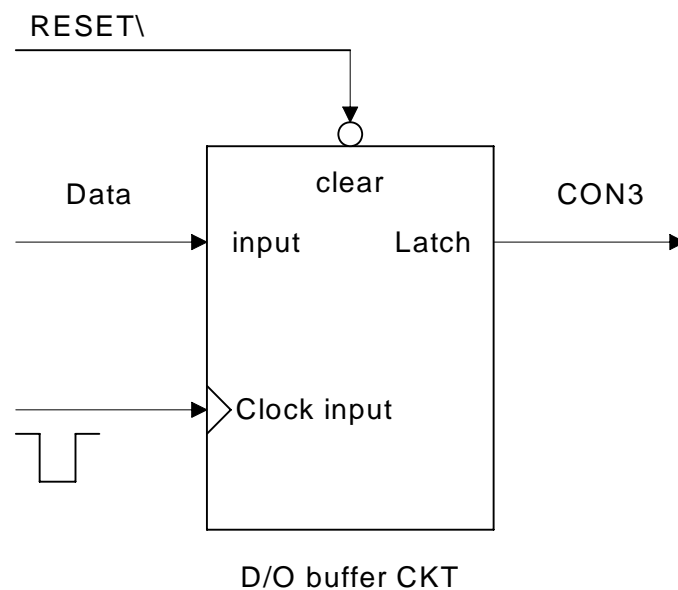 RESET\
clear
Data
CON3
input
Latch
Clock input
D/O buffer CKT